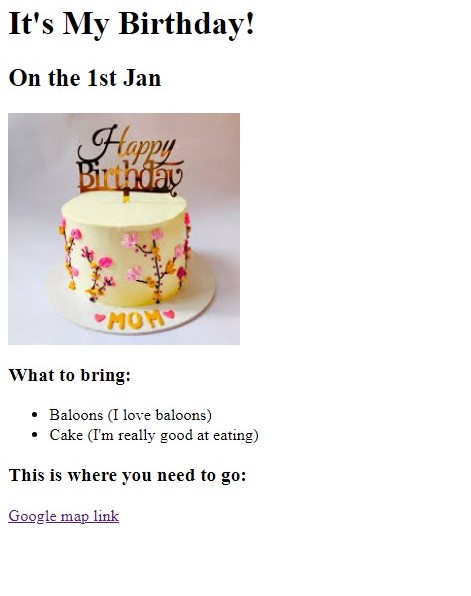 It's My Birthday!
On the 1st Jan
Happy
Birthday
MOM
What to bring:
Baloons (I love baloons)
Cake (I'm really good at eating)
This is where you need to go:
Google map link